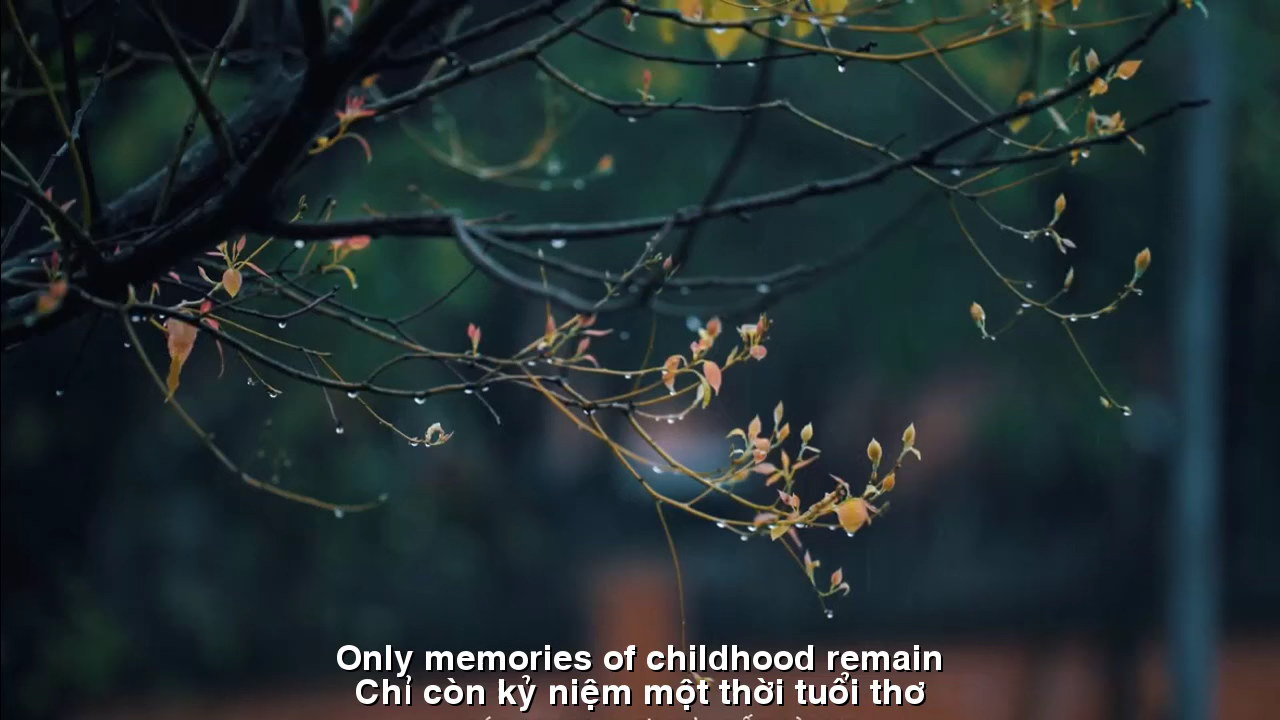 Only memories of childhood remain
Chỉ còn kỷ niệm một thời tuổi thơ